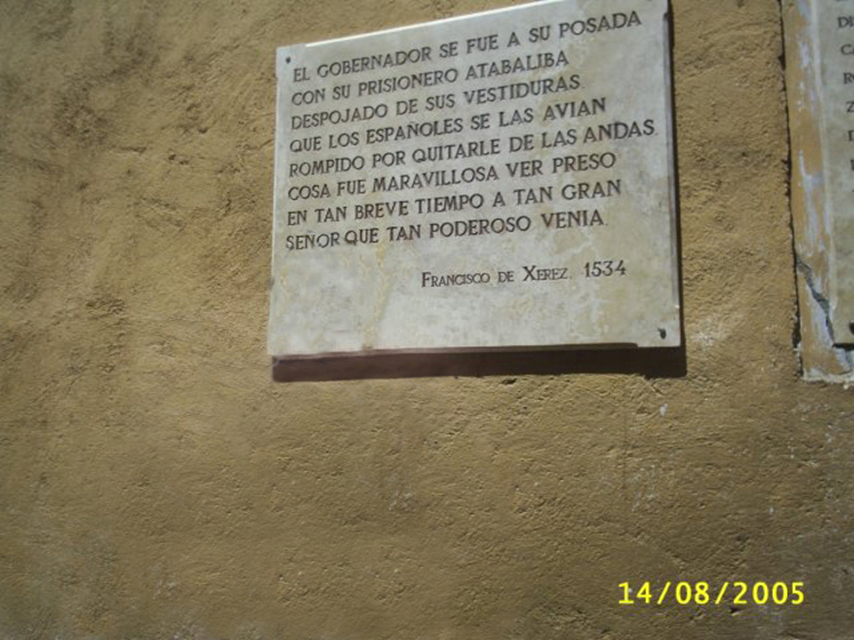 EL GOBERNADOR SE FUE A SU POSADA
CON SU PRISIONERO ATABALIBA
DESPOJADO DE SUS VESTIDURAS
QUE LOS ESPAÑOLES SE LAS AVIAN
ROMPIDO POR QUITARLE DE LAS ANDAS.
COSA FUE MARAVILLOSA VER PRESO
EN TAN BREVE TIEMPO A TAN GRAN
SEÑOR QUE TAN PODEROSO VENIA.
FRANCISCO DE XEREZ. 1534
14/08/2005